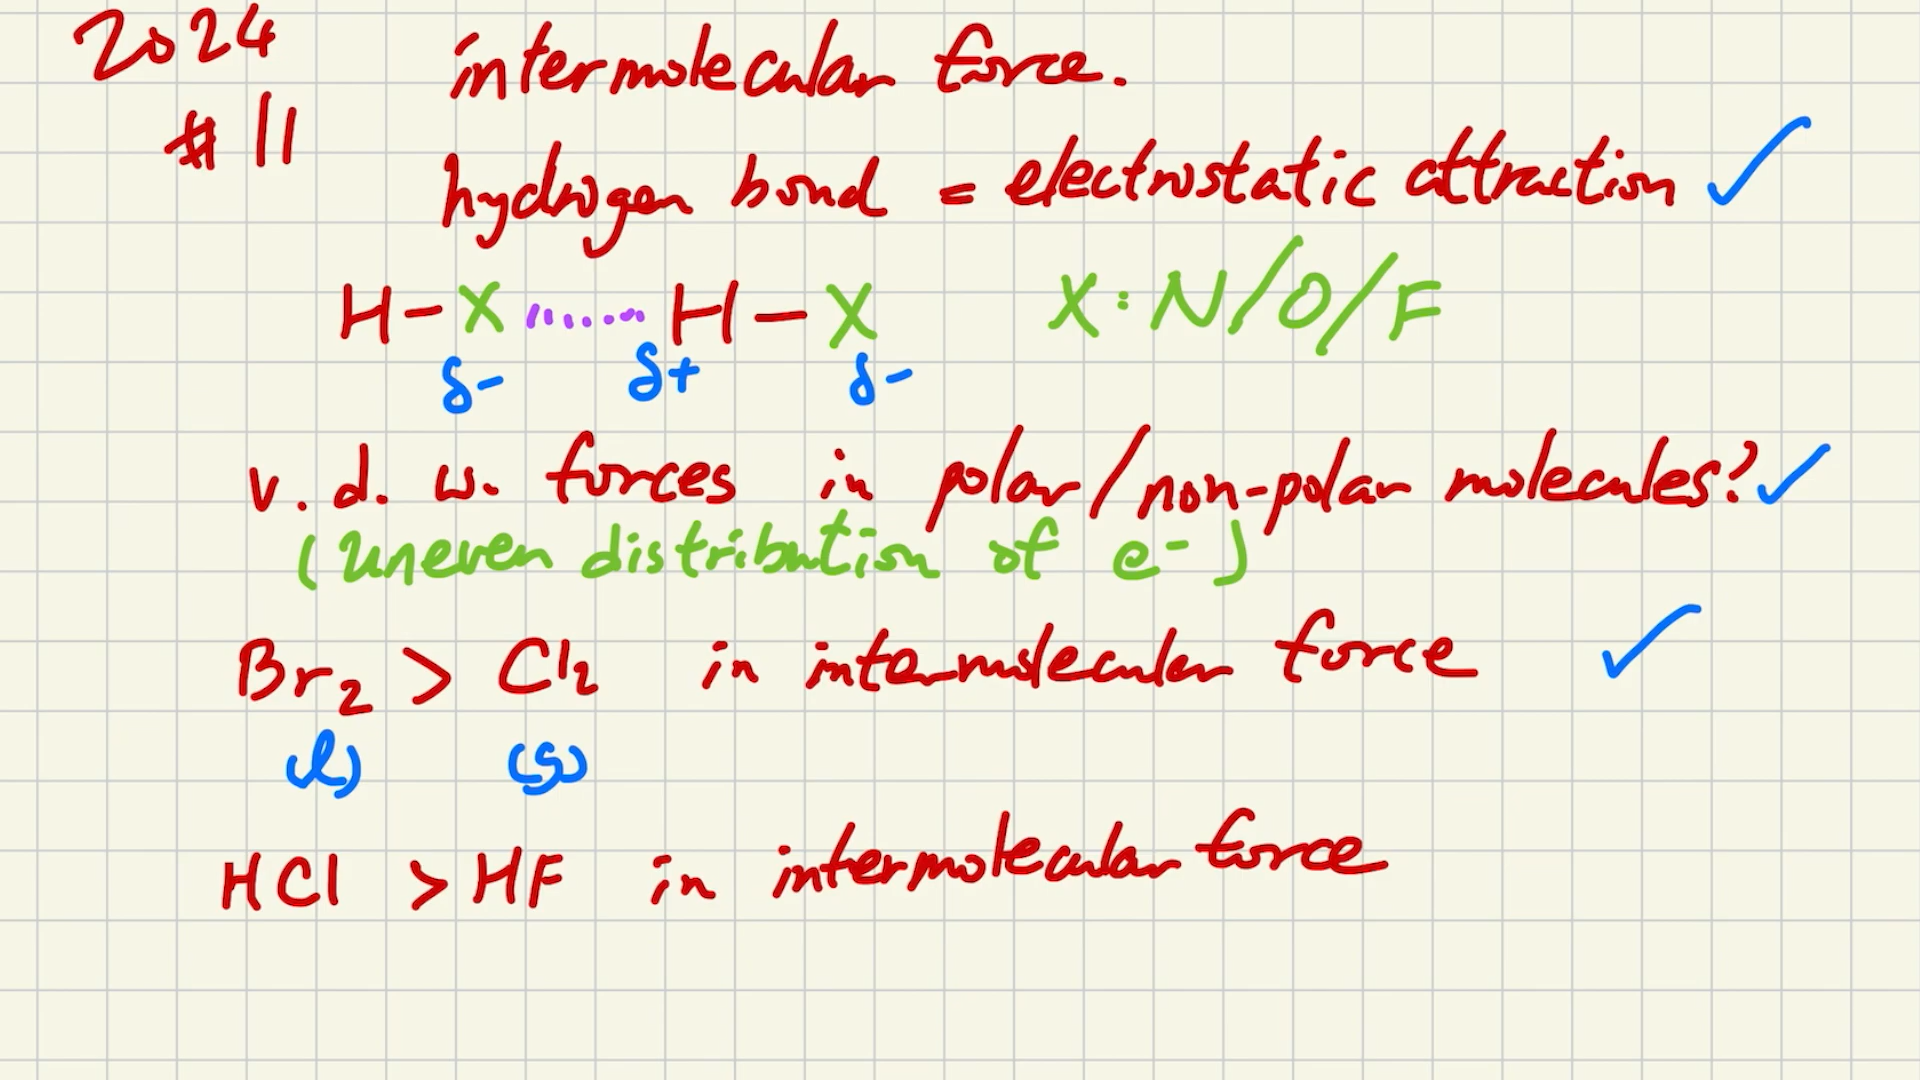 2024
#11
intermolecular force.
hydrogen bond = electrostatic attraction ✓
H-X ...... H-X X: N/O/F
δ- δ+ δ-
v.d.w. forces in polar/non-polar molecules? ✓
(uneven distribution of e-)
Br2 > Cl2 in intermolecular force ✓
(l) (g)
HCl > HF in intermolecular force